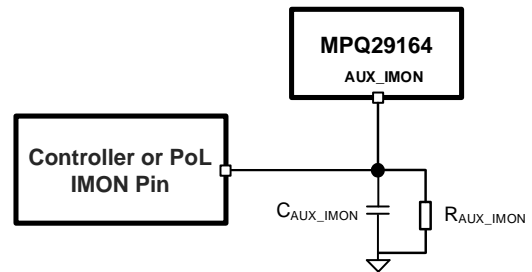 MPQ29164
AUX_IMON
Controller or PoL
IMON Pin
CAUX_IMON
RAUX_IMON